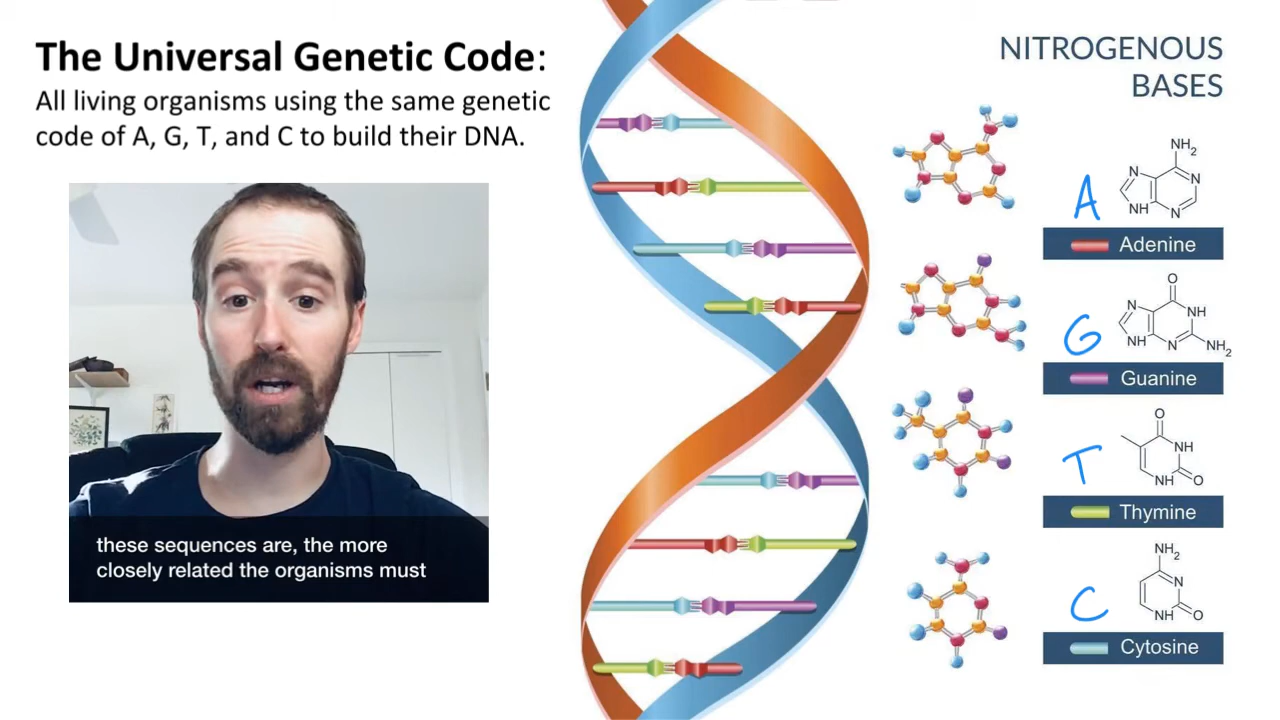 The Universal Genetic Code:
All living organisms using the same genetic
code of A, G, T, and C to build their DNA.
these sequences are, the more
closely related the organisms must
NITROGENOUS
BASES
NH₂
N
N
NH
N
A
Adenine
O
N
NH
NH
N
NH₂
G
Guanine
O
NH
NH
O
T
Thymine
NH₂
N
NH
O
C
Cytosine